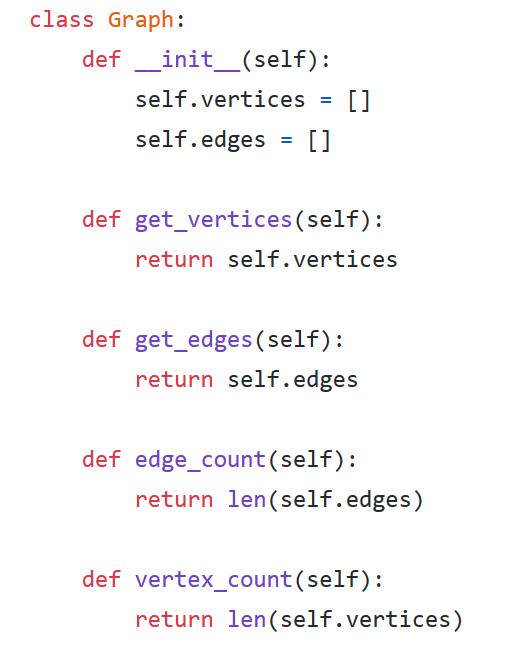 class Graph:
    def __init__(self):
        self.vertices = []
        self.edges = []

    def get_vertices(self):
        return self.vertices

    def get_edges(self):
        return self.edges

    def edge_count(self):
        return len(self.edges)

    def vertex_count(self):
        return len(self.vertices)